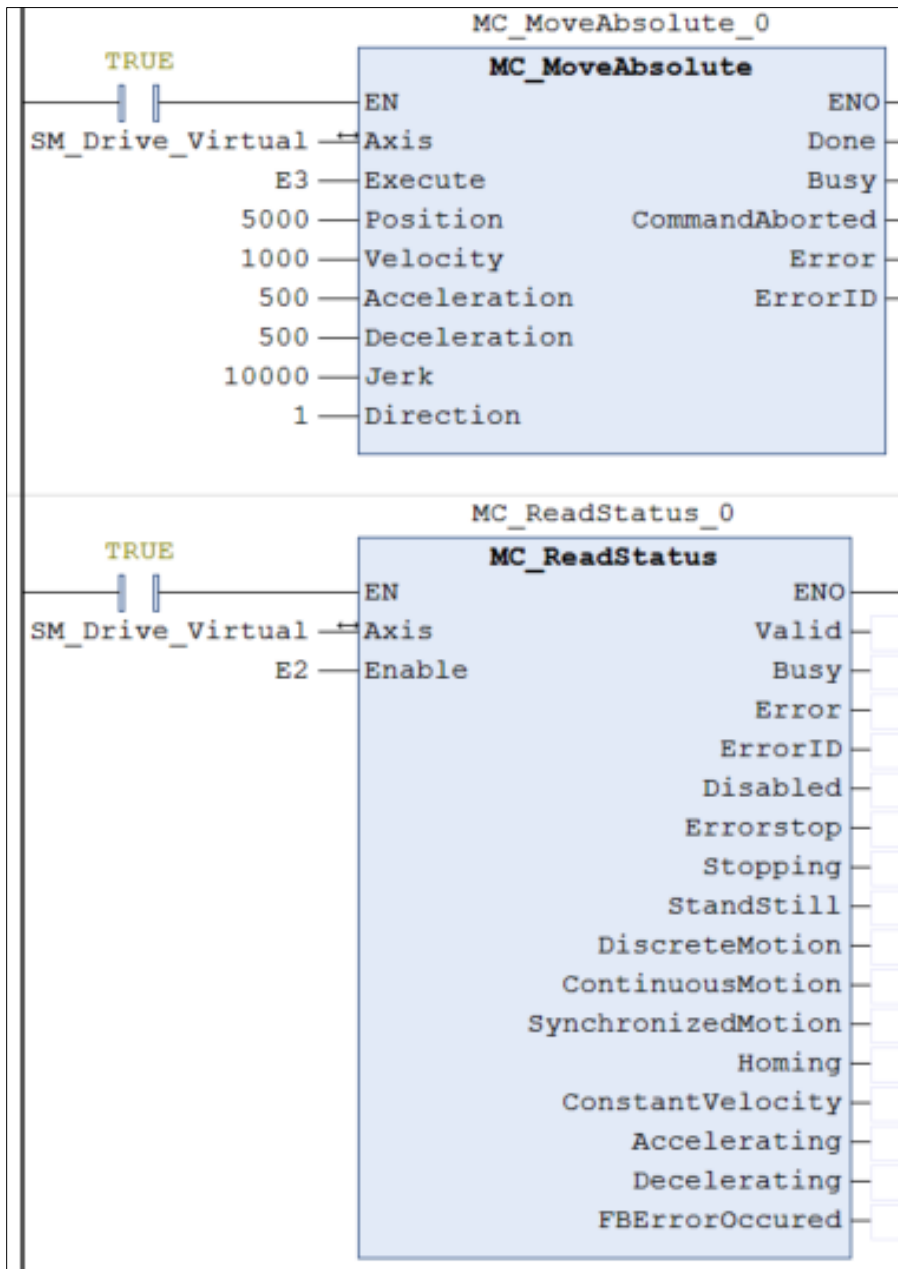 MC_MoveAbsolute_0
TRUE
MC_MoveAbsolute
EN ENO
SM_Drive_Virtual Axis Done
E3 Execute Busy
5000 Position CommandAborted
1000 Velocity Error
500 Acceleration ErrorID
500 Deceleration
10000 Jerk
1 Direction
MC_ReadStatus_0
TRUE
MC_ReadStatus
EN ENO
SM_Drive_Virtual Axis Valid
E2 Enable Busy
Error
ErrorID
Disabled
Errorstop
Stopping
StandStill
DiscreteMotion
ContinuousMotion
SynchronizedMotion
Homing
ConstantVelocity
Accelerating
Decelerating
FBErrorOccured